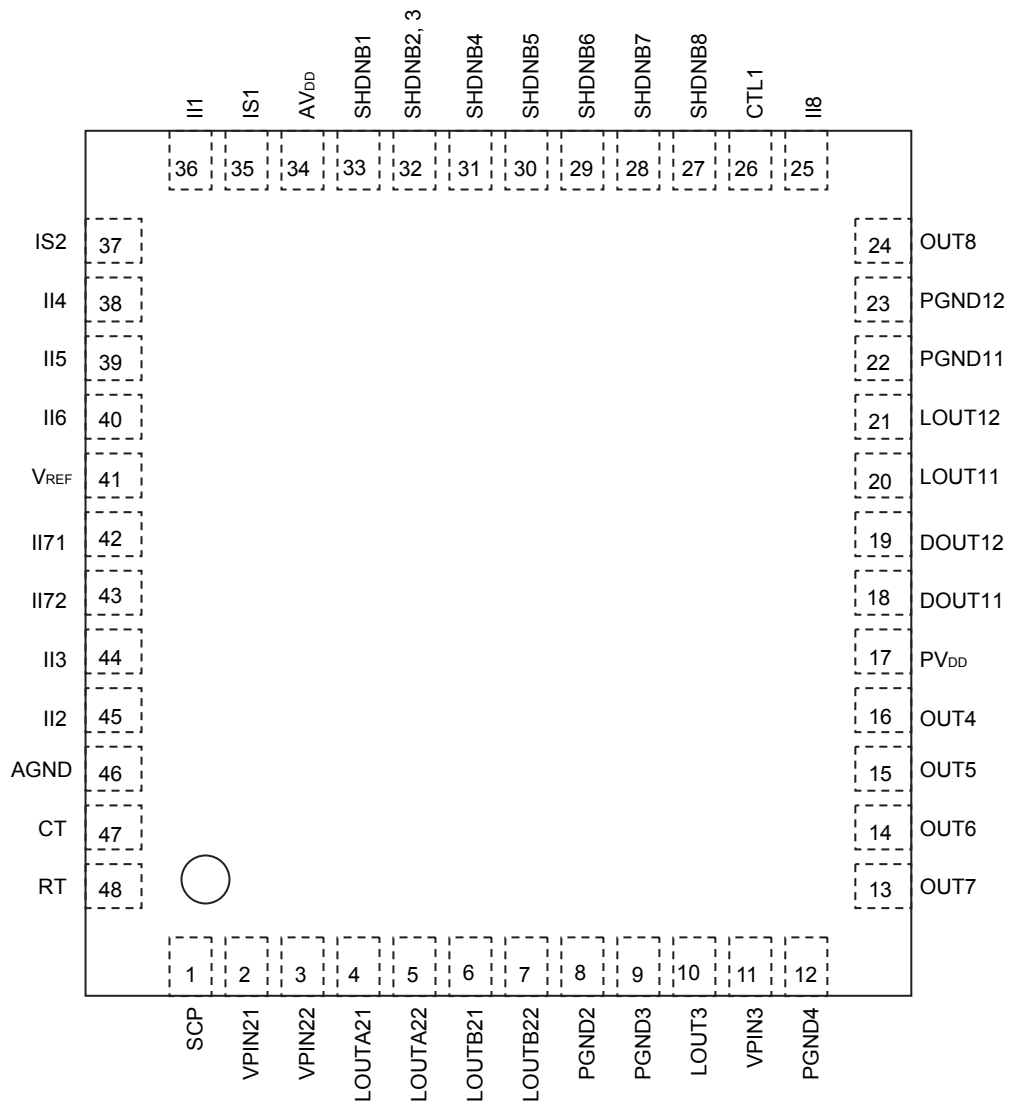 II1
IS1
AVDD
SHDNB1
SHDNB2, 3
SHDNB4
SHDNB5
SHDNB6
SHDNB7
SHDNB8
CTL1
II8
36 35 34 33 32 31 30 29 28 27 26 25
IS2 37
II4 38
II5 39
II6 40
VREF 41
II71 42
II72 43
II3 44
II2 45
AGND 46
CT 47
RT 48
24 OUT8
23 PGND12
22 PGND11
21 LOUT12
20 LOUT11
19 DOUT12
18 DOUT11
17 PVDD
16 OUT4
15 OUT5
14 OUT6
13 OUT7
1 2 3 4 5 6 7 8 9 10 11 12
SCP
VPIN21
VPIN22
LOUTA21
LOUTA22
LOUTB21
LOUTB22
PGND2
PGND3
LOUT3
VPIN3
PGND4